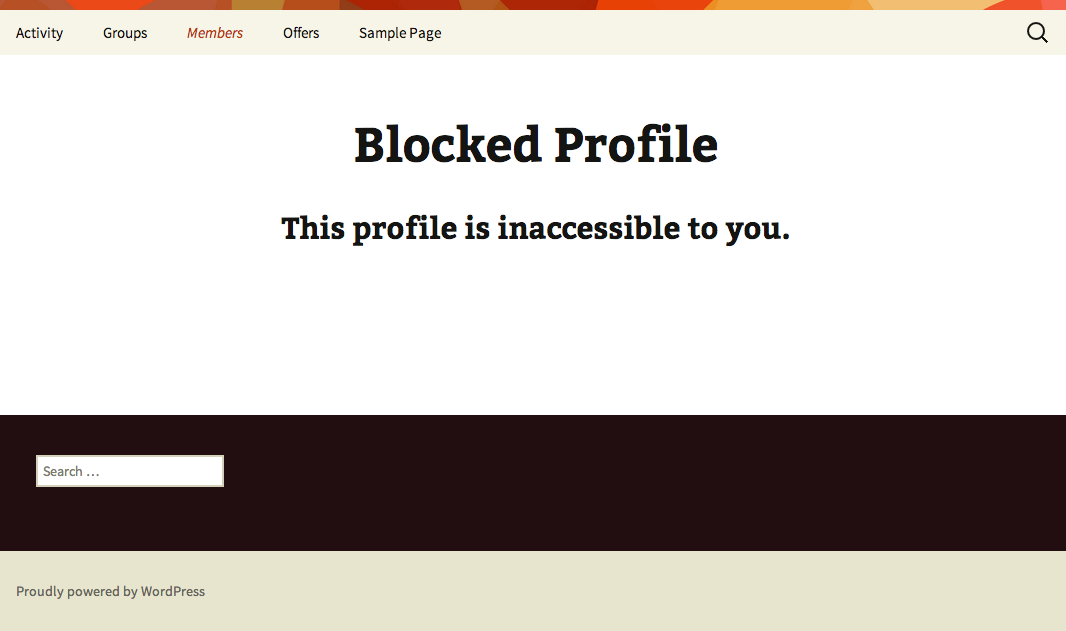 Activity Groups Members Offers Sample Page
Blocked Profile
This profile is inaccessible to you.
Search …
Proudly powered by WordPress